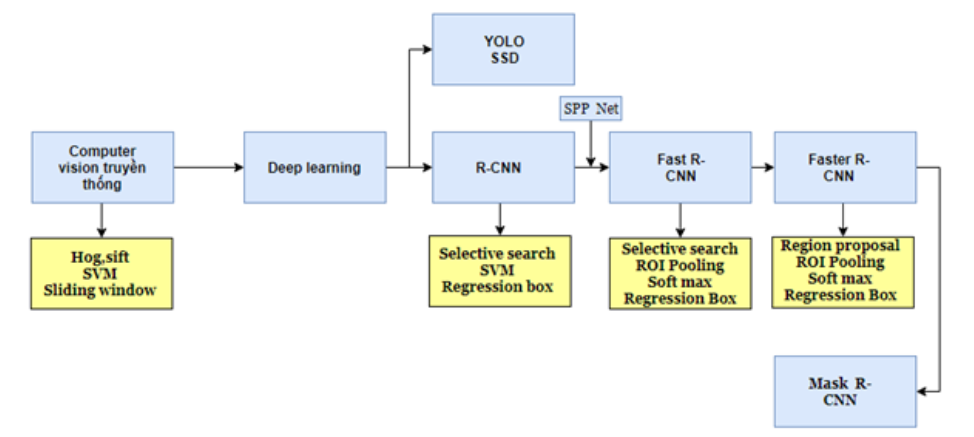 YOLO
SSD
SPP Net
Computer
vision truyền
thống
Deep learning
R-CNN
Fast R-
CNN
Faster R-
CNN
Hog,sift
SVM
Sliding window
Selective search
SVM
Regression box
Selective search
ROI Pooling
Soft max
Regression Box
Region proposal
ROI Pooling
Soft max
Regression Box
Mask R-
CNN